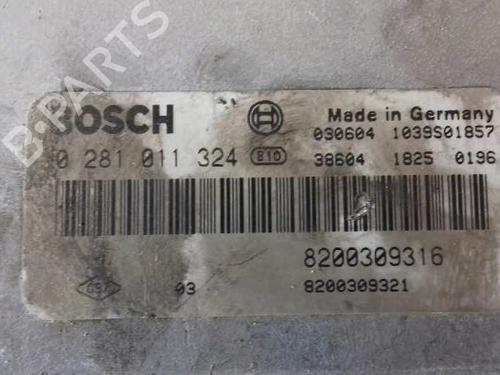 B-PARTS
BOSCH
Made in Germany
030604 1039S01857
0 281 011 324 B10
38604 1825 0196
8200309316
03
8200309321